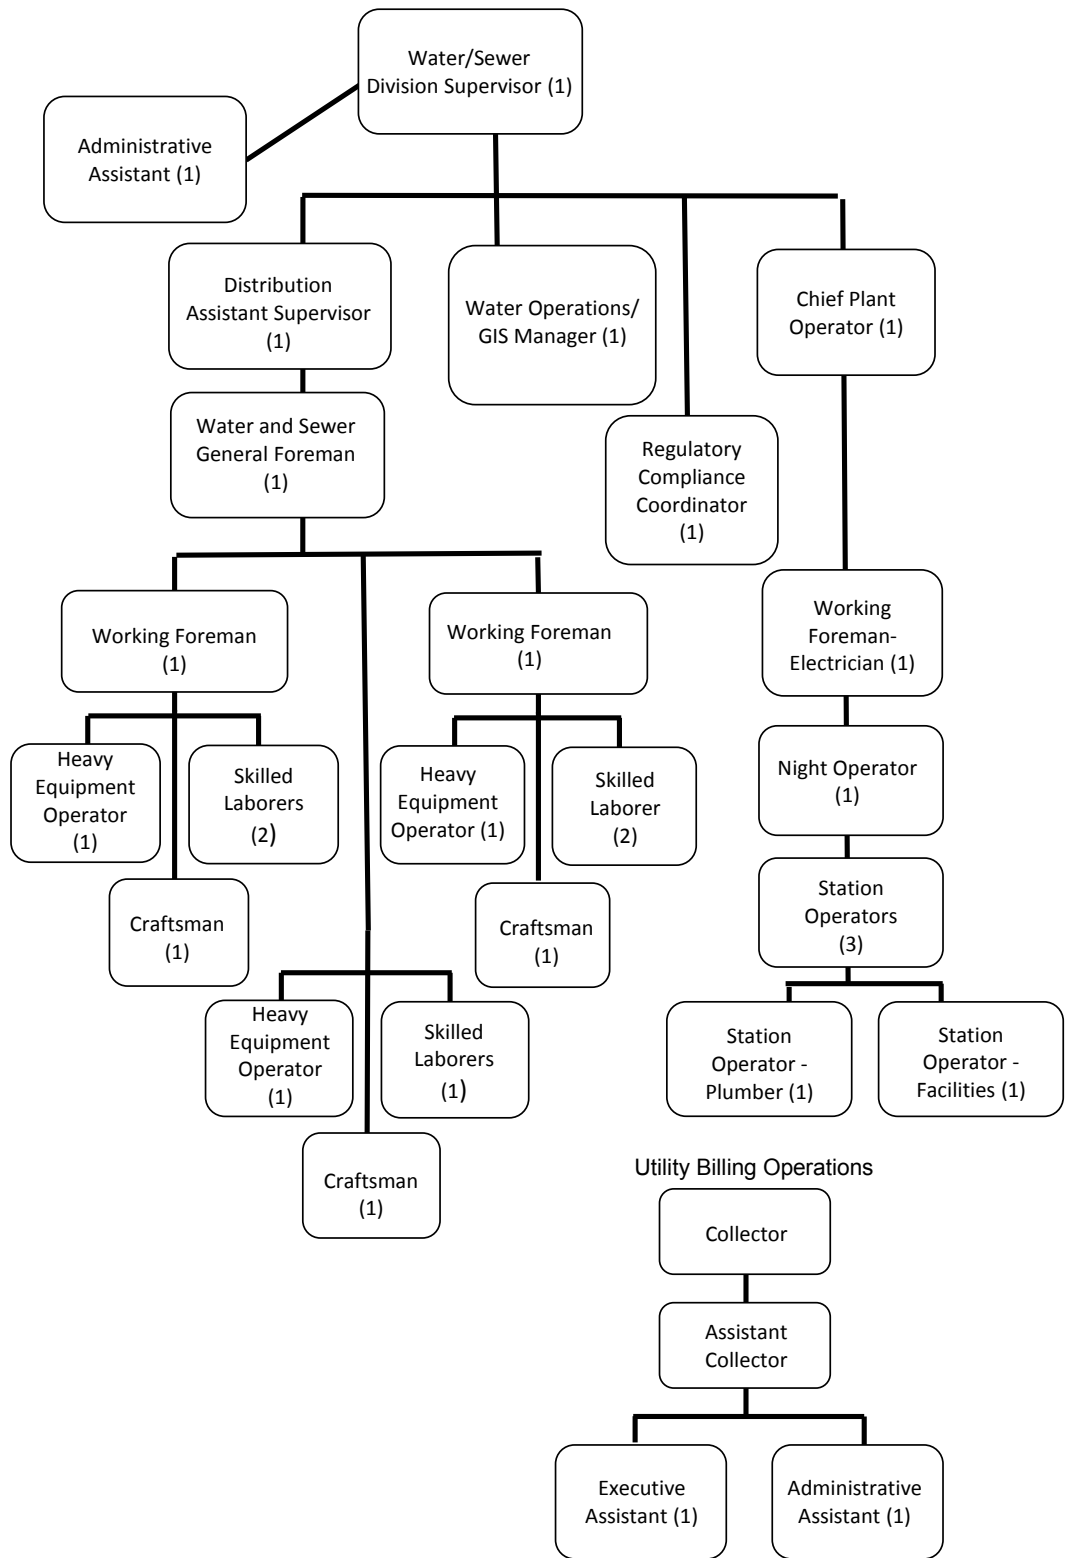 Water/Sewer
Division Supervisor (1)
Administrative
Assistant (1)
Distribution
Assistant Supervisor
(1)
Water Operations/
GIS Manager (1)
Chief Plant
Operator (1)
Water and Sewer
General Foreman
(1)
Regulatory
Compliance
Coordinator
(1)
Working Foreman
(1)
Working Foreman
(1)
Working
Foreman-
Electrician (1)
Heavy
Equipment
Operator
(1)
Skilled
Laborers
(2)
Heavy
Equipment
Operator (1)
Skilled
Laborer
(2)
Night Operator
(1)
Craftsman
(1)
Craftsman
(1)
Station
Operators
(3)
Heavy
Equipment
Operator
(1)
Skilled
Laborers
(1)
Station
Operator -
Plumber (1)
Station
Operator -
Facilities (1)
Craftsman
(1)
Utility Billing Operations
Collector
Assistant
Collector
Executive
Assistant (1)
Administrative
Assistant (1)